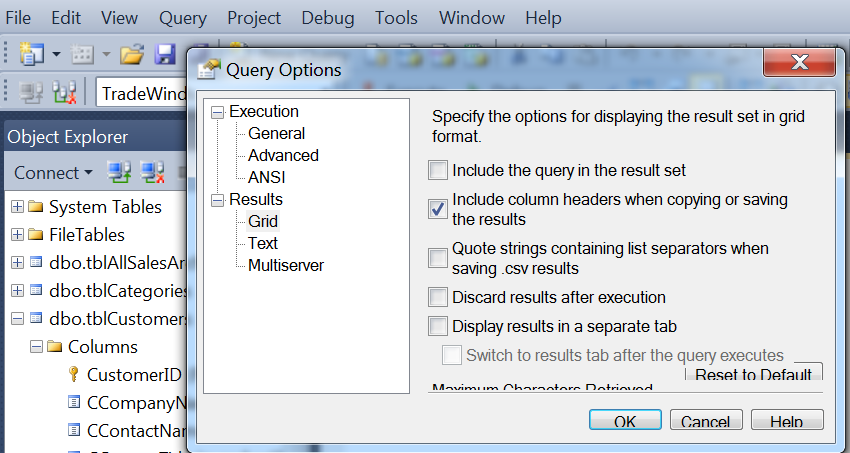 File Edit View Query Project Debug Tools Window Help
Query Options
TradeWind
Object Explorer
Connect
System Tables
FileTables
dbo.tblAllSalesAr
dbo.tblCategories
dbo.tblCustomers
Columns
CustomerID
CCompanyNa
CContactNam
Execution
General
Advanced
ANSI
Results
Grid
Text
Multiserver
Specify the options for displaying the result set in grid
format.
Include the query in the result set
Include column headers when copying or saving
the results
Quote strings containing list separators when
saving .csv results
Discard results after execution
Display results in a separate tab
Switch to results tab after the query executes
Reset to Default
Maximum Characters Retrieved
OK Cancel Help